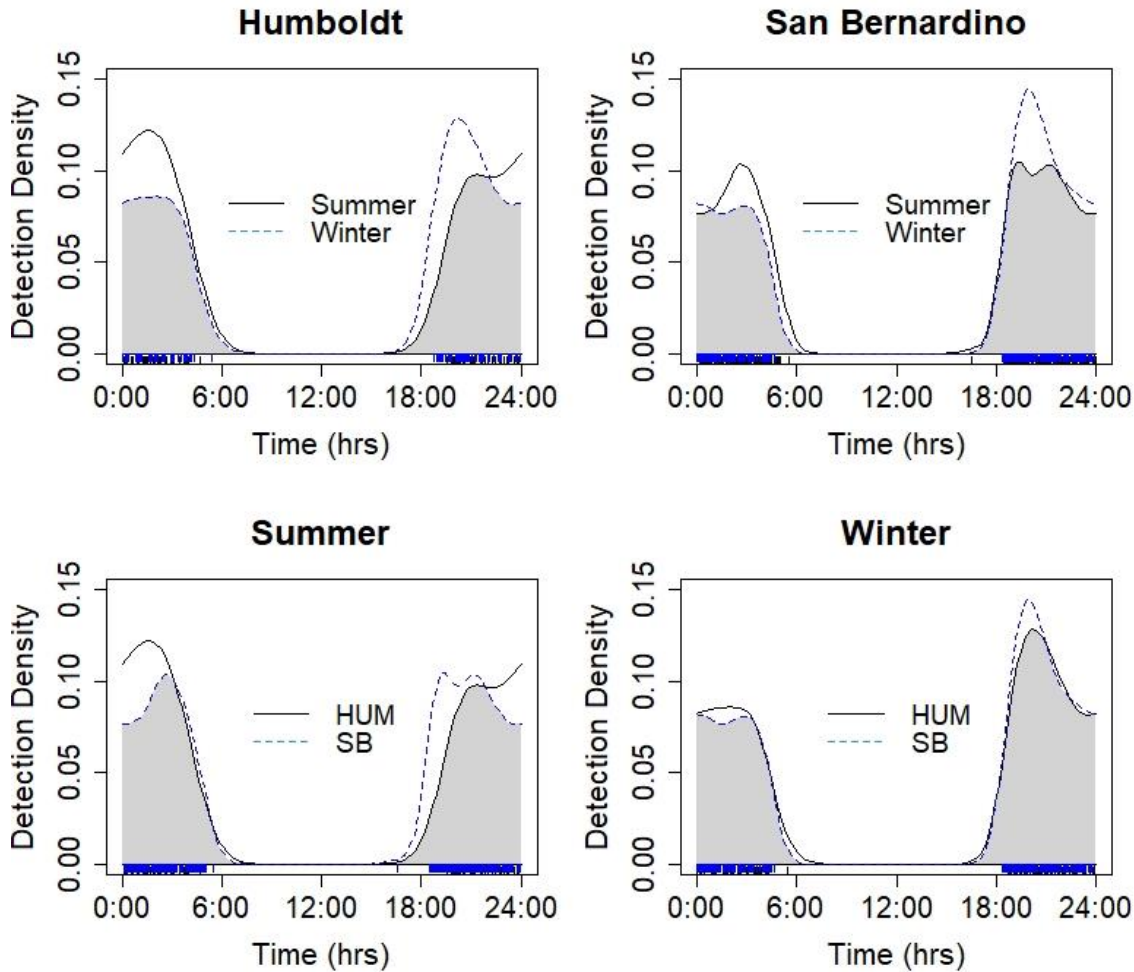 Humboldt
Detection Density
0.00 0.05 0.10 0.15
Summer
Winter
0:00 6:00 12:00 18:00 24:00
Time (hrs)
San Bernardino
Detection Density
0.00 0.05 0.10 0.15
Summer
Winter
0:00 6:00 12:00 18:00 24:00
Time (hrs)
Summer
Detection Density
0.00 0.05 0.10 0.15
HUM
SB
0:00 6:00 12:00 18:00 24:00
Time (hrs)
Winter
Detection Density
0.00 0.05 0.10 0.15
HUM
SB
0:00 6:00 12:00 18:00 24:00
Time (hrs)